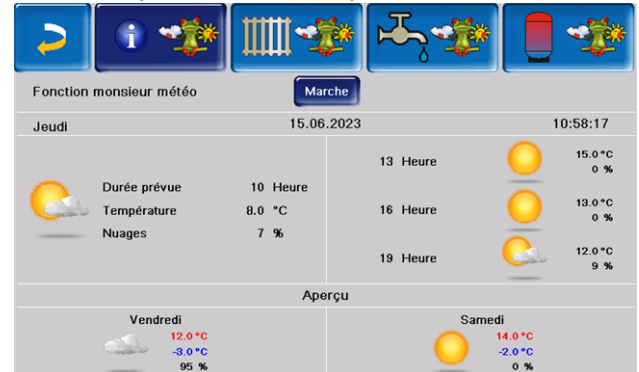 i
Fonction monsieur météo Marche
Jeudi 15.06.2023 10:58:17
Durée prévue 10 Heure
Température 8.0 °C
Nuages 7 %
13 Heure 15.0°C
0 %
16 Heure 13.0°C
0 %
19 Heure 12.0°C
9 %
Aperçu
Vendredi
12.0°C
-3.0°C
95 %
Samedi
14.0°C
-2.0°C
0 %